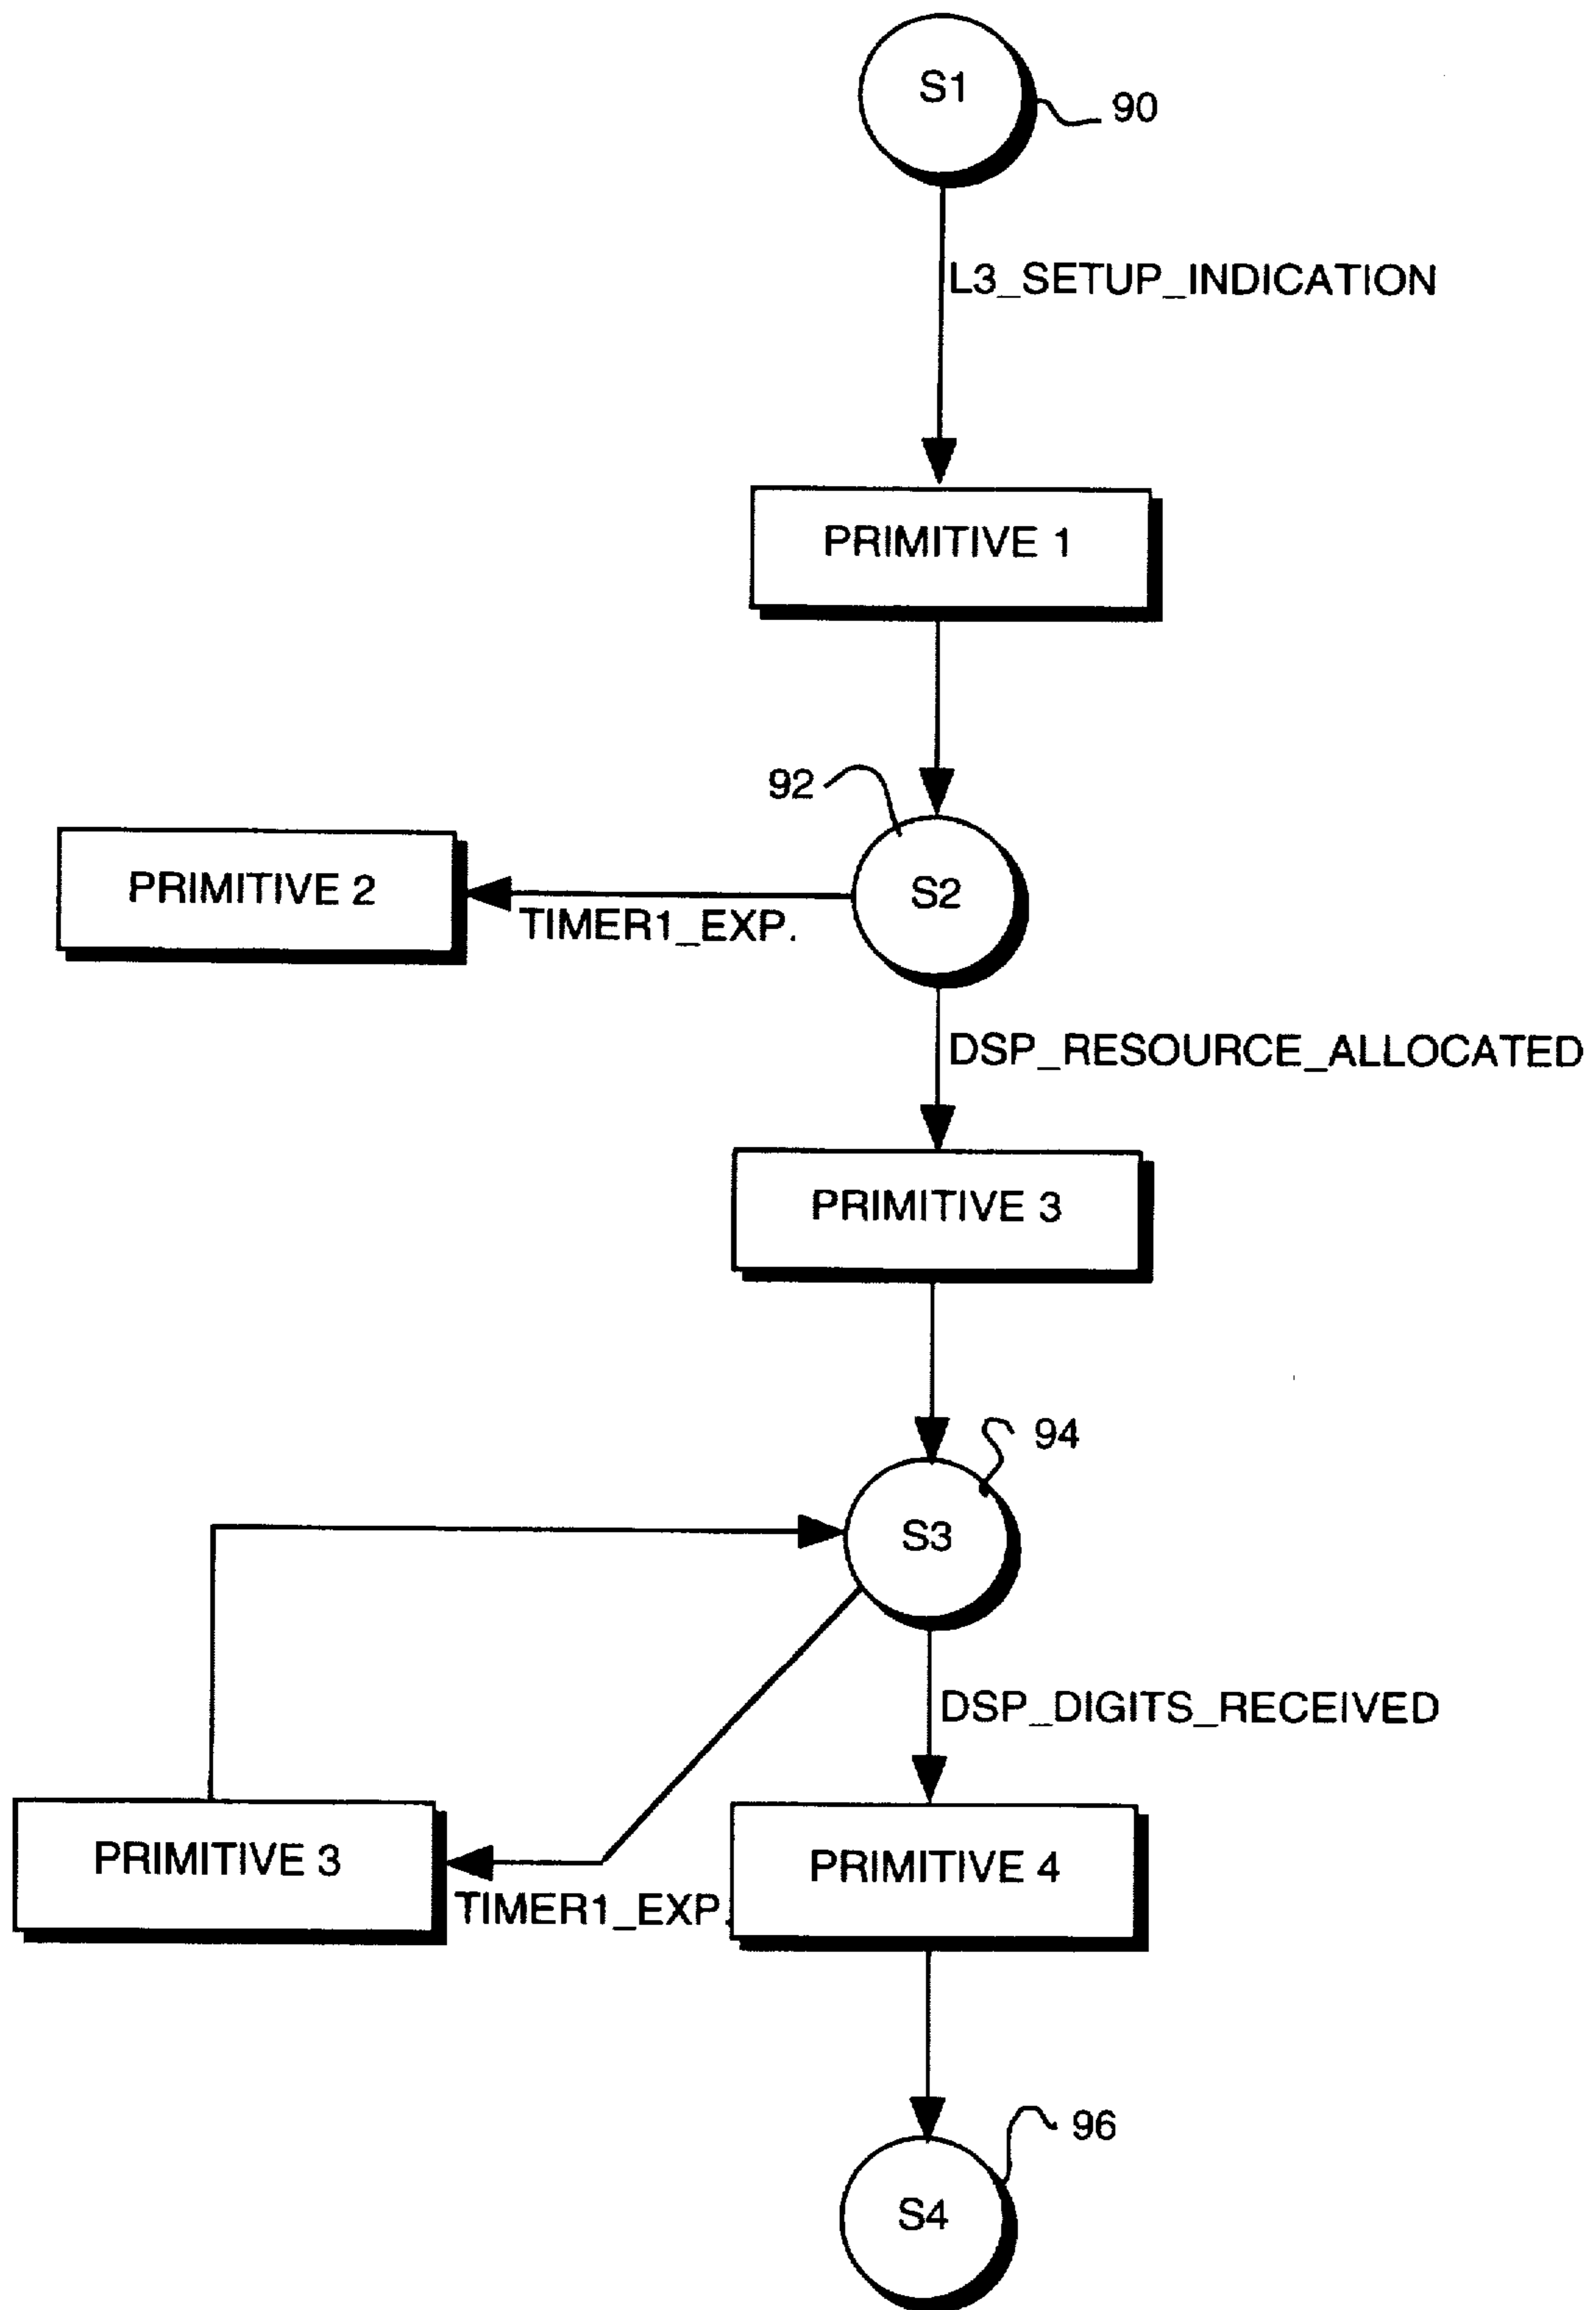 S1
90
L3_SETUP_INDICATION
PRIMITIVE 1
92
PRIMITIVE 2
S2
TIMER1_EXP.
DSP_RESOURCE_ALLOCATED
PRIMITIVE 3
94
S3
DSP_DIGITS_RECEIVED
PRIMITIVE 3
PRIMITIVE 4
TIMER1_EXP.
96
S4